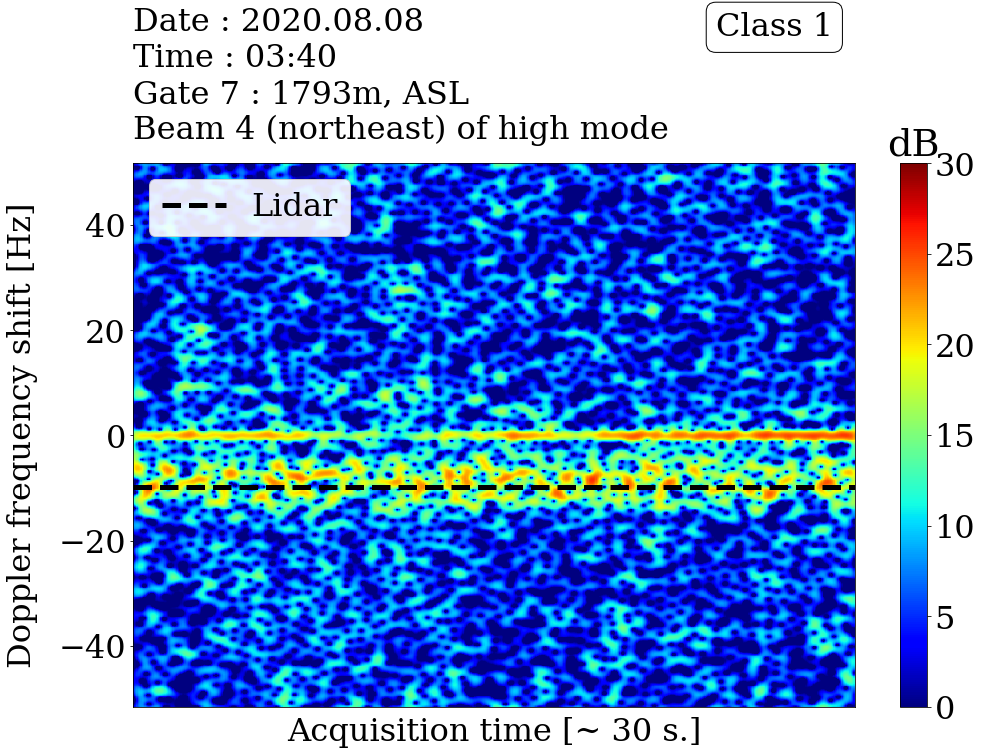 Date : 2020.08.08
Time : 03:40
Gate 7 : 1793m, ASL
Beam 4 (northeast) of high mode
Class 1
dB
Lidar
Doppler frequency shift [Hz]
40
20
0
−20
−40
30
25
20
15
10
5
0
Acquisition time [~ 30 s.]